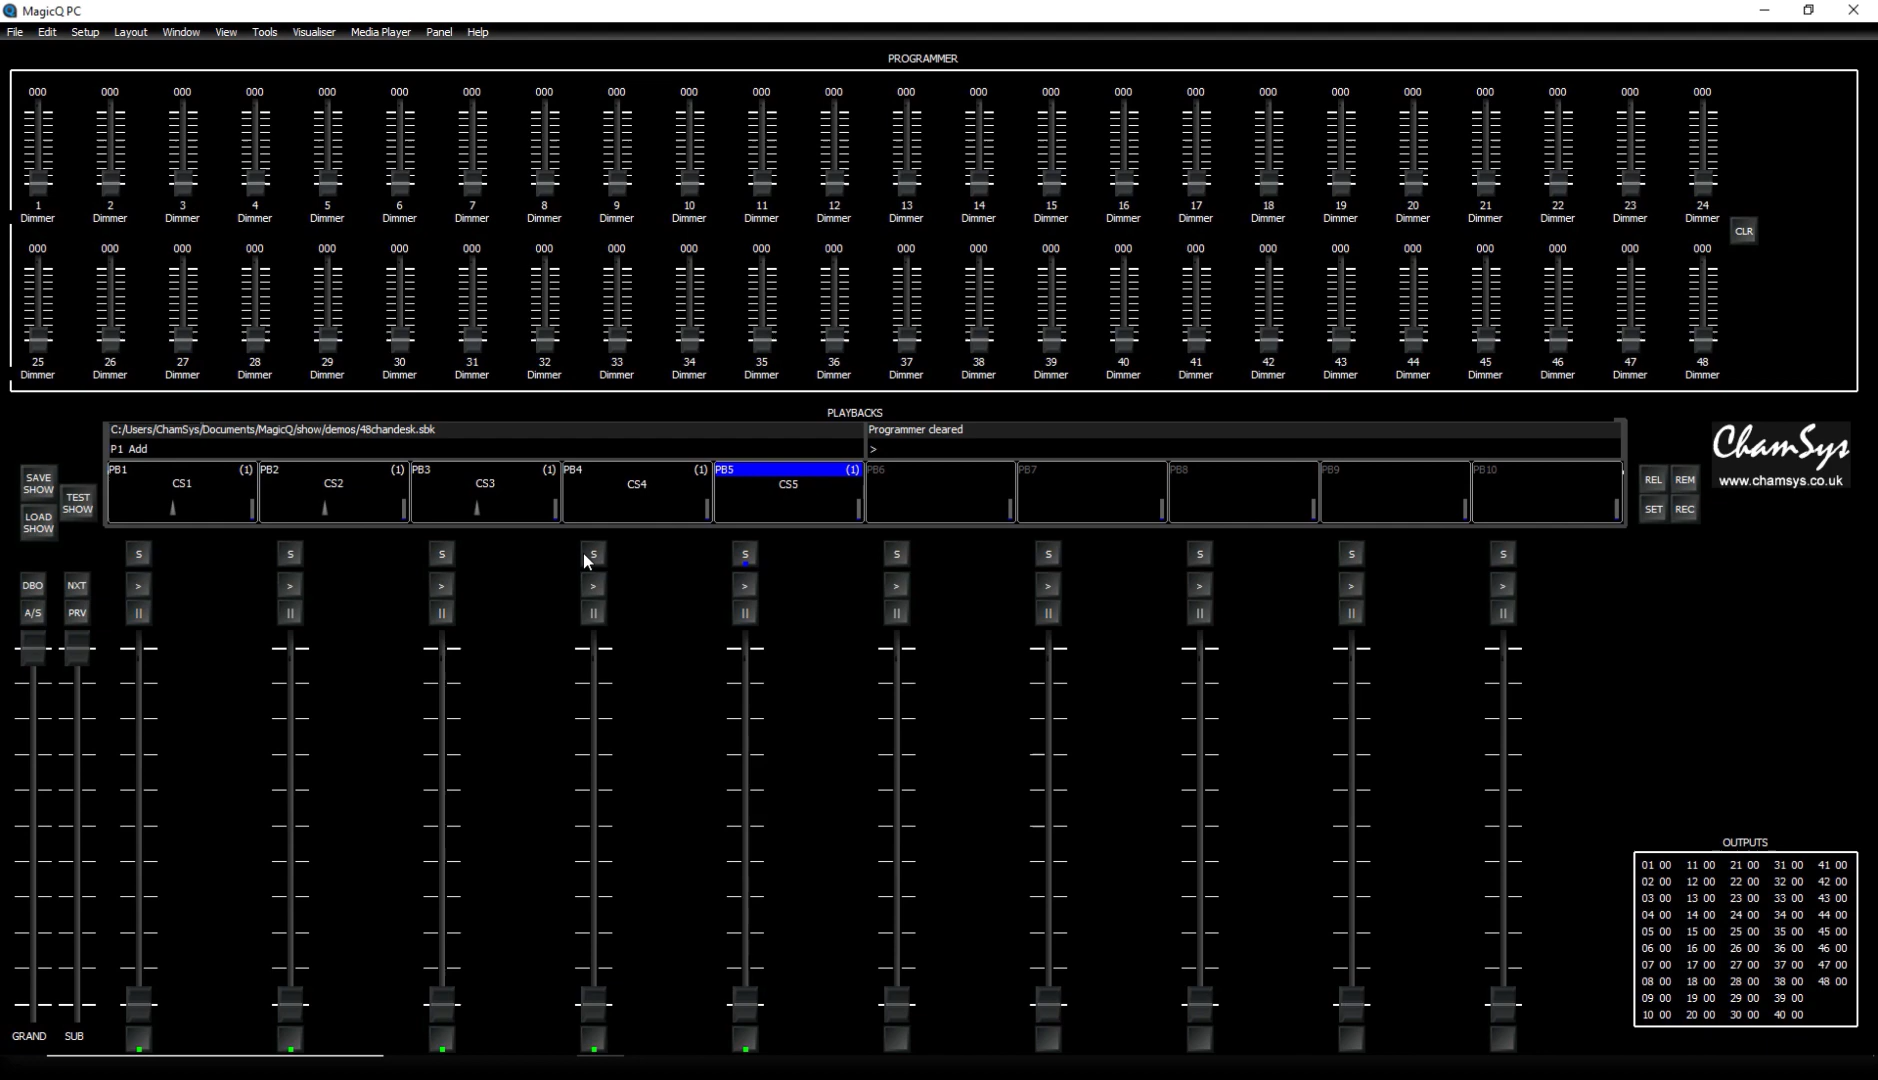 MagicQ PC
File Edit Setup Layout Window View Tools Visualiser Media Player Panel Help
PROGRAMMER
000 000 000 000 000 000 000 000 000 000 000 000 000 000 000 000 000 000 000 000 000 000 000 000
1 2 3 4 5 6 7 8 9 10 11 12 13 14 15 16 17 18 19 20 21 22 23 24
Dimmer Dimmer Dimmer Dimmer Dimmer Dimmer Dimmer Dimmer Dimmer Dimmer Dimmer Dimmer Dimmer Dimmer Dimmer Dimmer Dimmer Dimmer Dimmer Dimmer Dimmer Dimmer Dimmer Dimmer
CLR
000 000 000 000 000 000 000 000 000 000 000 000 000 000 000 000 000 000 000 000 000 000 000 000
25 26 27 28 29 30 31 32 33 34 35 36 37 38 39 40 41 42 43 44 45 46 47 48
Dimmer Dimmer Dimmer Dimmer Dimmer Dimmer Dimmer Dimmer Dimmer Dimmer Dimmer Dimmer Dimmer Dimmer Dimmer Dimmer Dimmer Dimmer Dimmer Dimmer Dimmer Dimmer Dimmer Dimmer
PLAYBACKS
C:/Users/ChamSys/Documents/MagicQ/show/demos/48chandesk.sbk Programmer cleared
P1 Add >
PB1 (1) PB2 (1) PB3 (1) PB4 (1) PB5 (1) PB6 PB7 PB8 PB9 PB10
CS1 CS2 CS3 CS4 CS5
SAVE SHOW
TEST SHOW
LOAD SHOW
REL REM
SET REC
ChamSys
www.chamsys.co.uk
S S S S S S S S S S
DBO NXT > > > > > > > > > >
A/S PRV || || || || || || || || || ||
GRAND SUB
OUTPUTS
01 00 11 00 21 00 31 00 41 00
02 00 12 00 22 00 32 00 42 00
03 00 13 00 23 00 33 00 43 00
04 00 14 00 24 00 34 00 44 00
05 00 15 00 25 00 35 00 45 00
06 00 16 00 26 00 36 00 46 00
07 00 17 00 27 00 37 00 47 00
08 00 18 00 28 00 38 00 48 00
09 00 19 00 29 00 39 00
10 00 20 00 30 00 40 00